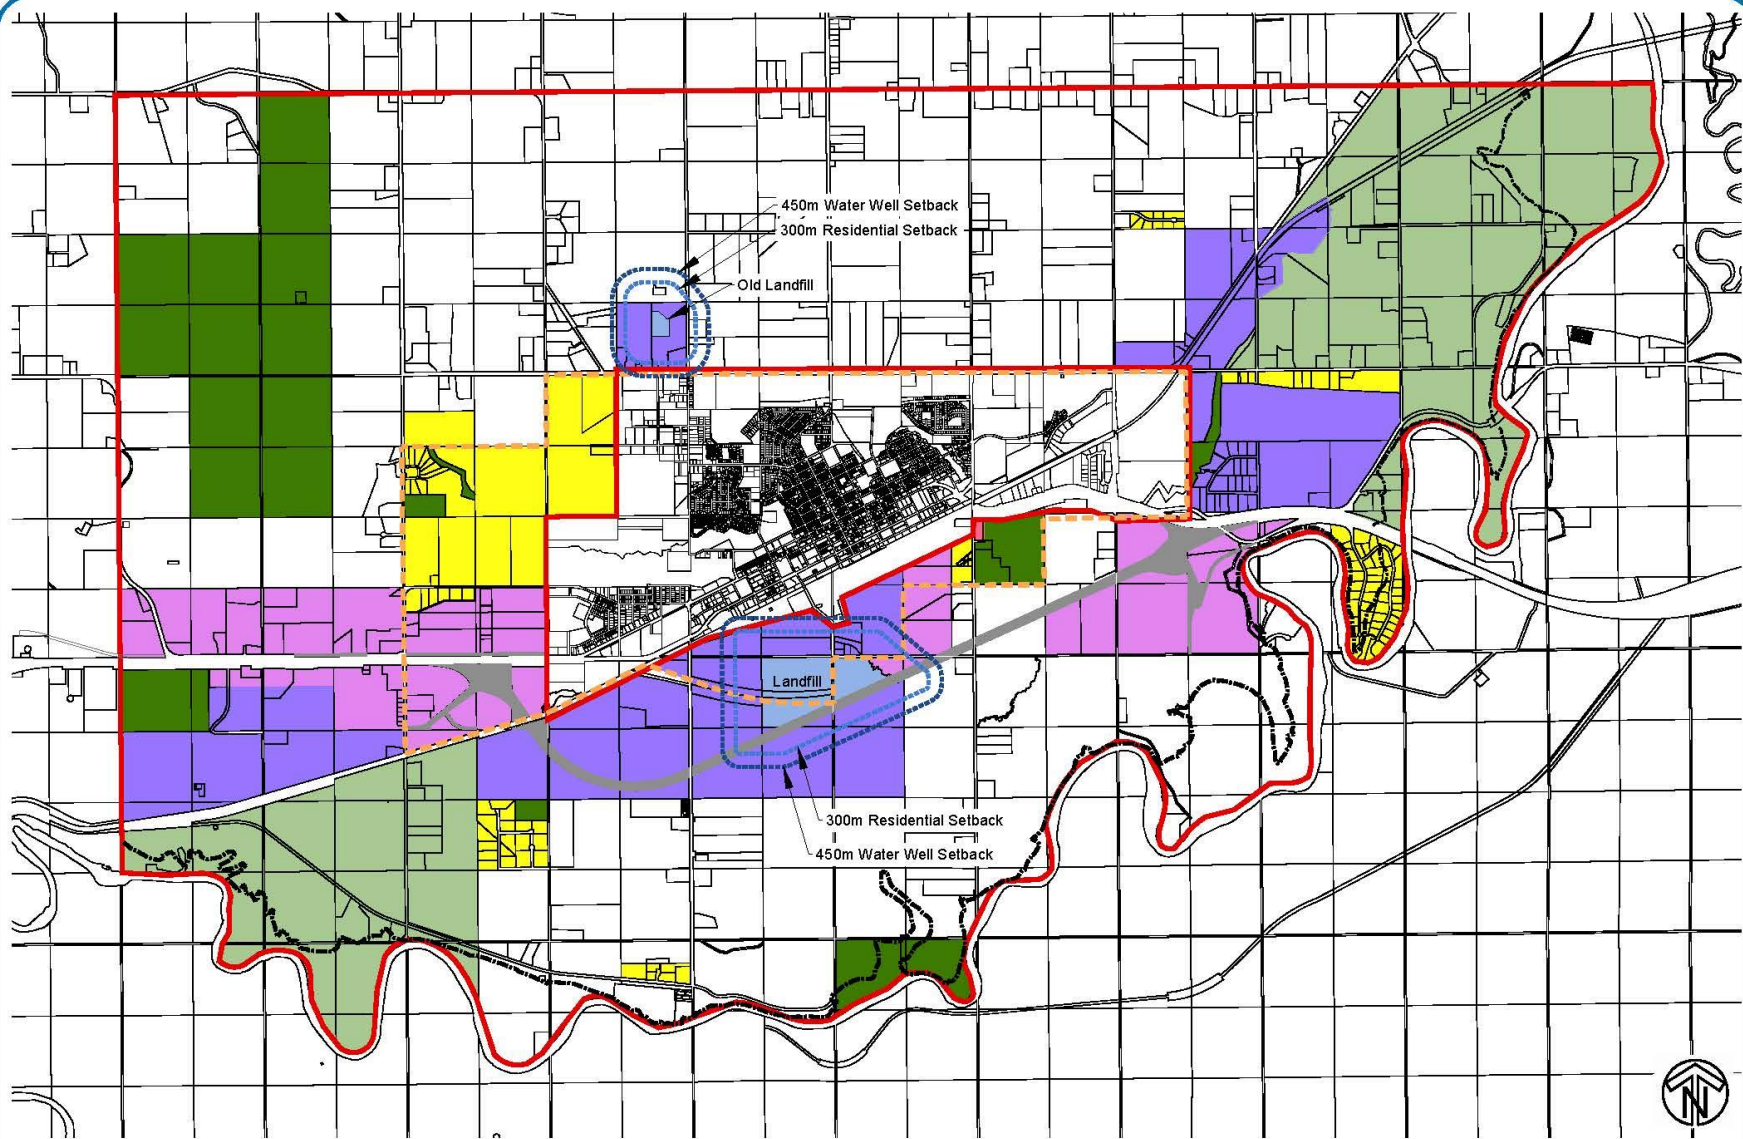 450m Water Well Setback
300m Residential Setback
Old Landfill
Landfill
300m Residential Setback
450m Water Well Setback
N